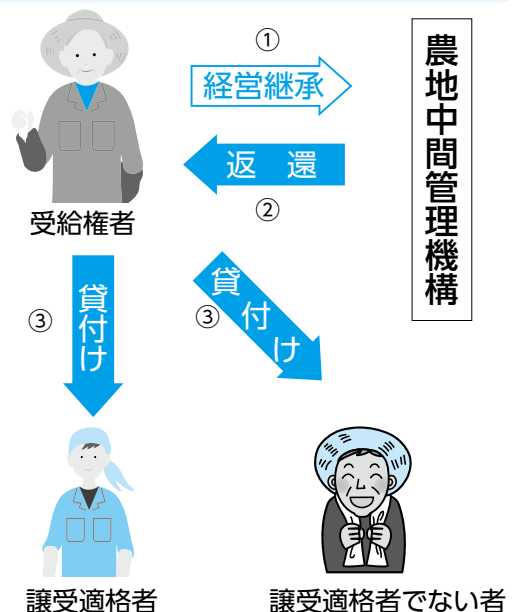 ①
経営継承
農地中間管理機構
返還
②
受給権者
③
貸付け
③
貸付け
譲受適格者
譲受適格者でない者